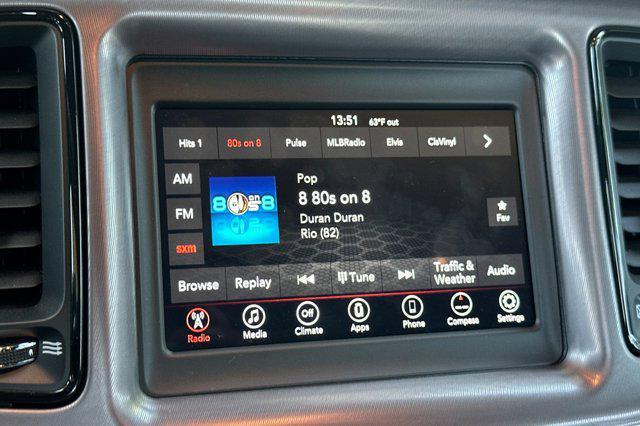 13:51 63°F out
Hits 1 80s on 8 Pulse MLBRadio Elvis ClsVinyl
AM
Pop
8 80s on 8
FM
Duran Duran
Fav
Rio (82)
sxm
Browse Replay Tune Traffic & Weather Audio
Off
Radio Media Climate Apps Phone Compass Settings